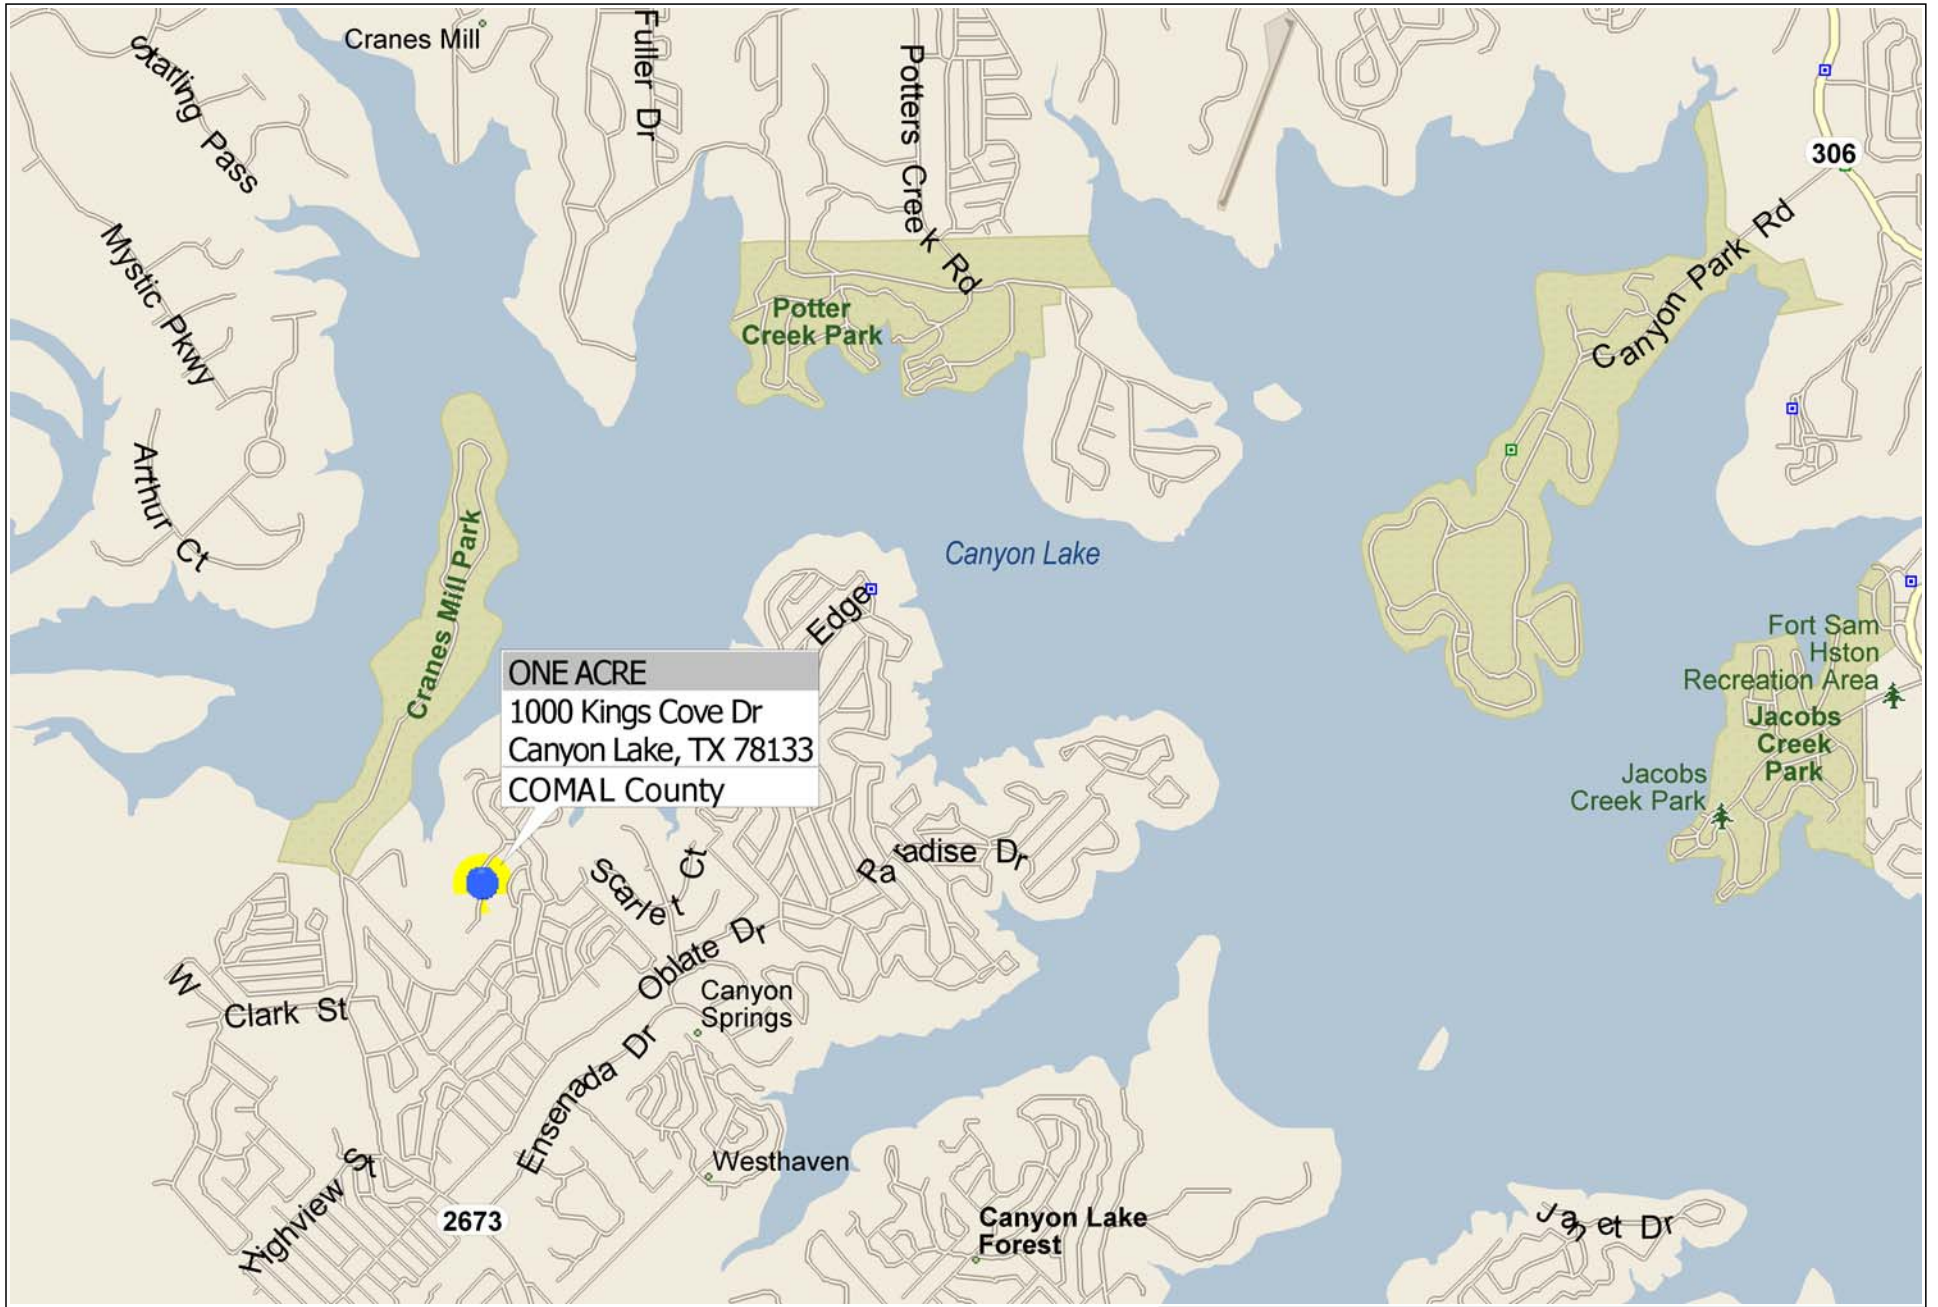 Cranes Mill
Fuller Dr
Potters Creek Rd
Starling Pass
306
Canyon Park Rd
Mystic Pkwy
Potter
Creek Park
Arthur Ct
Cranes Mill Park
Canyon Lake
Edge
Fort Sam
Hston
Recreation Area
ONE ACRE
1000 Kings Cove Dr
Canyon Lake, TX 78133
COMAL County
Jacobs
Creek
Park
Jacobs
Creek Park
Scarlet Ct
Paradise Dr
Oblate Dr
W Clark St
Canyon
Springs
Ensenada Dr
Highview St
Westhaven
2673
Canyon Lake
Forest
Janet Dr